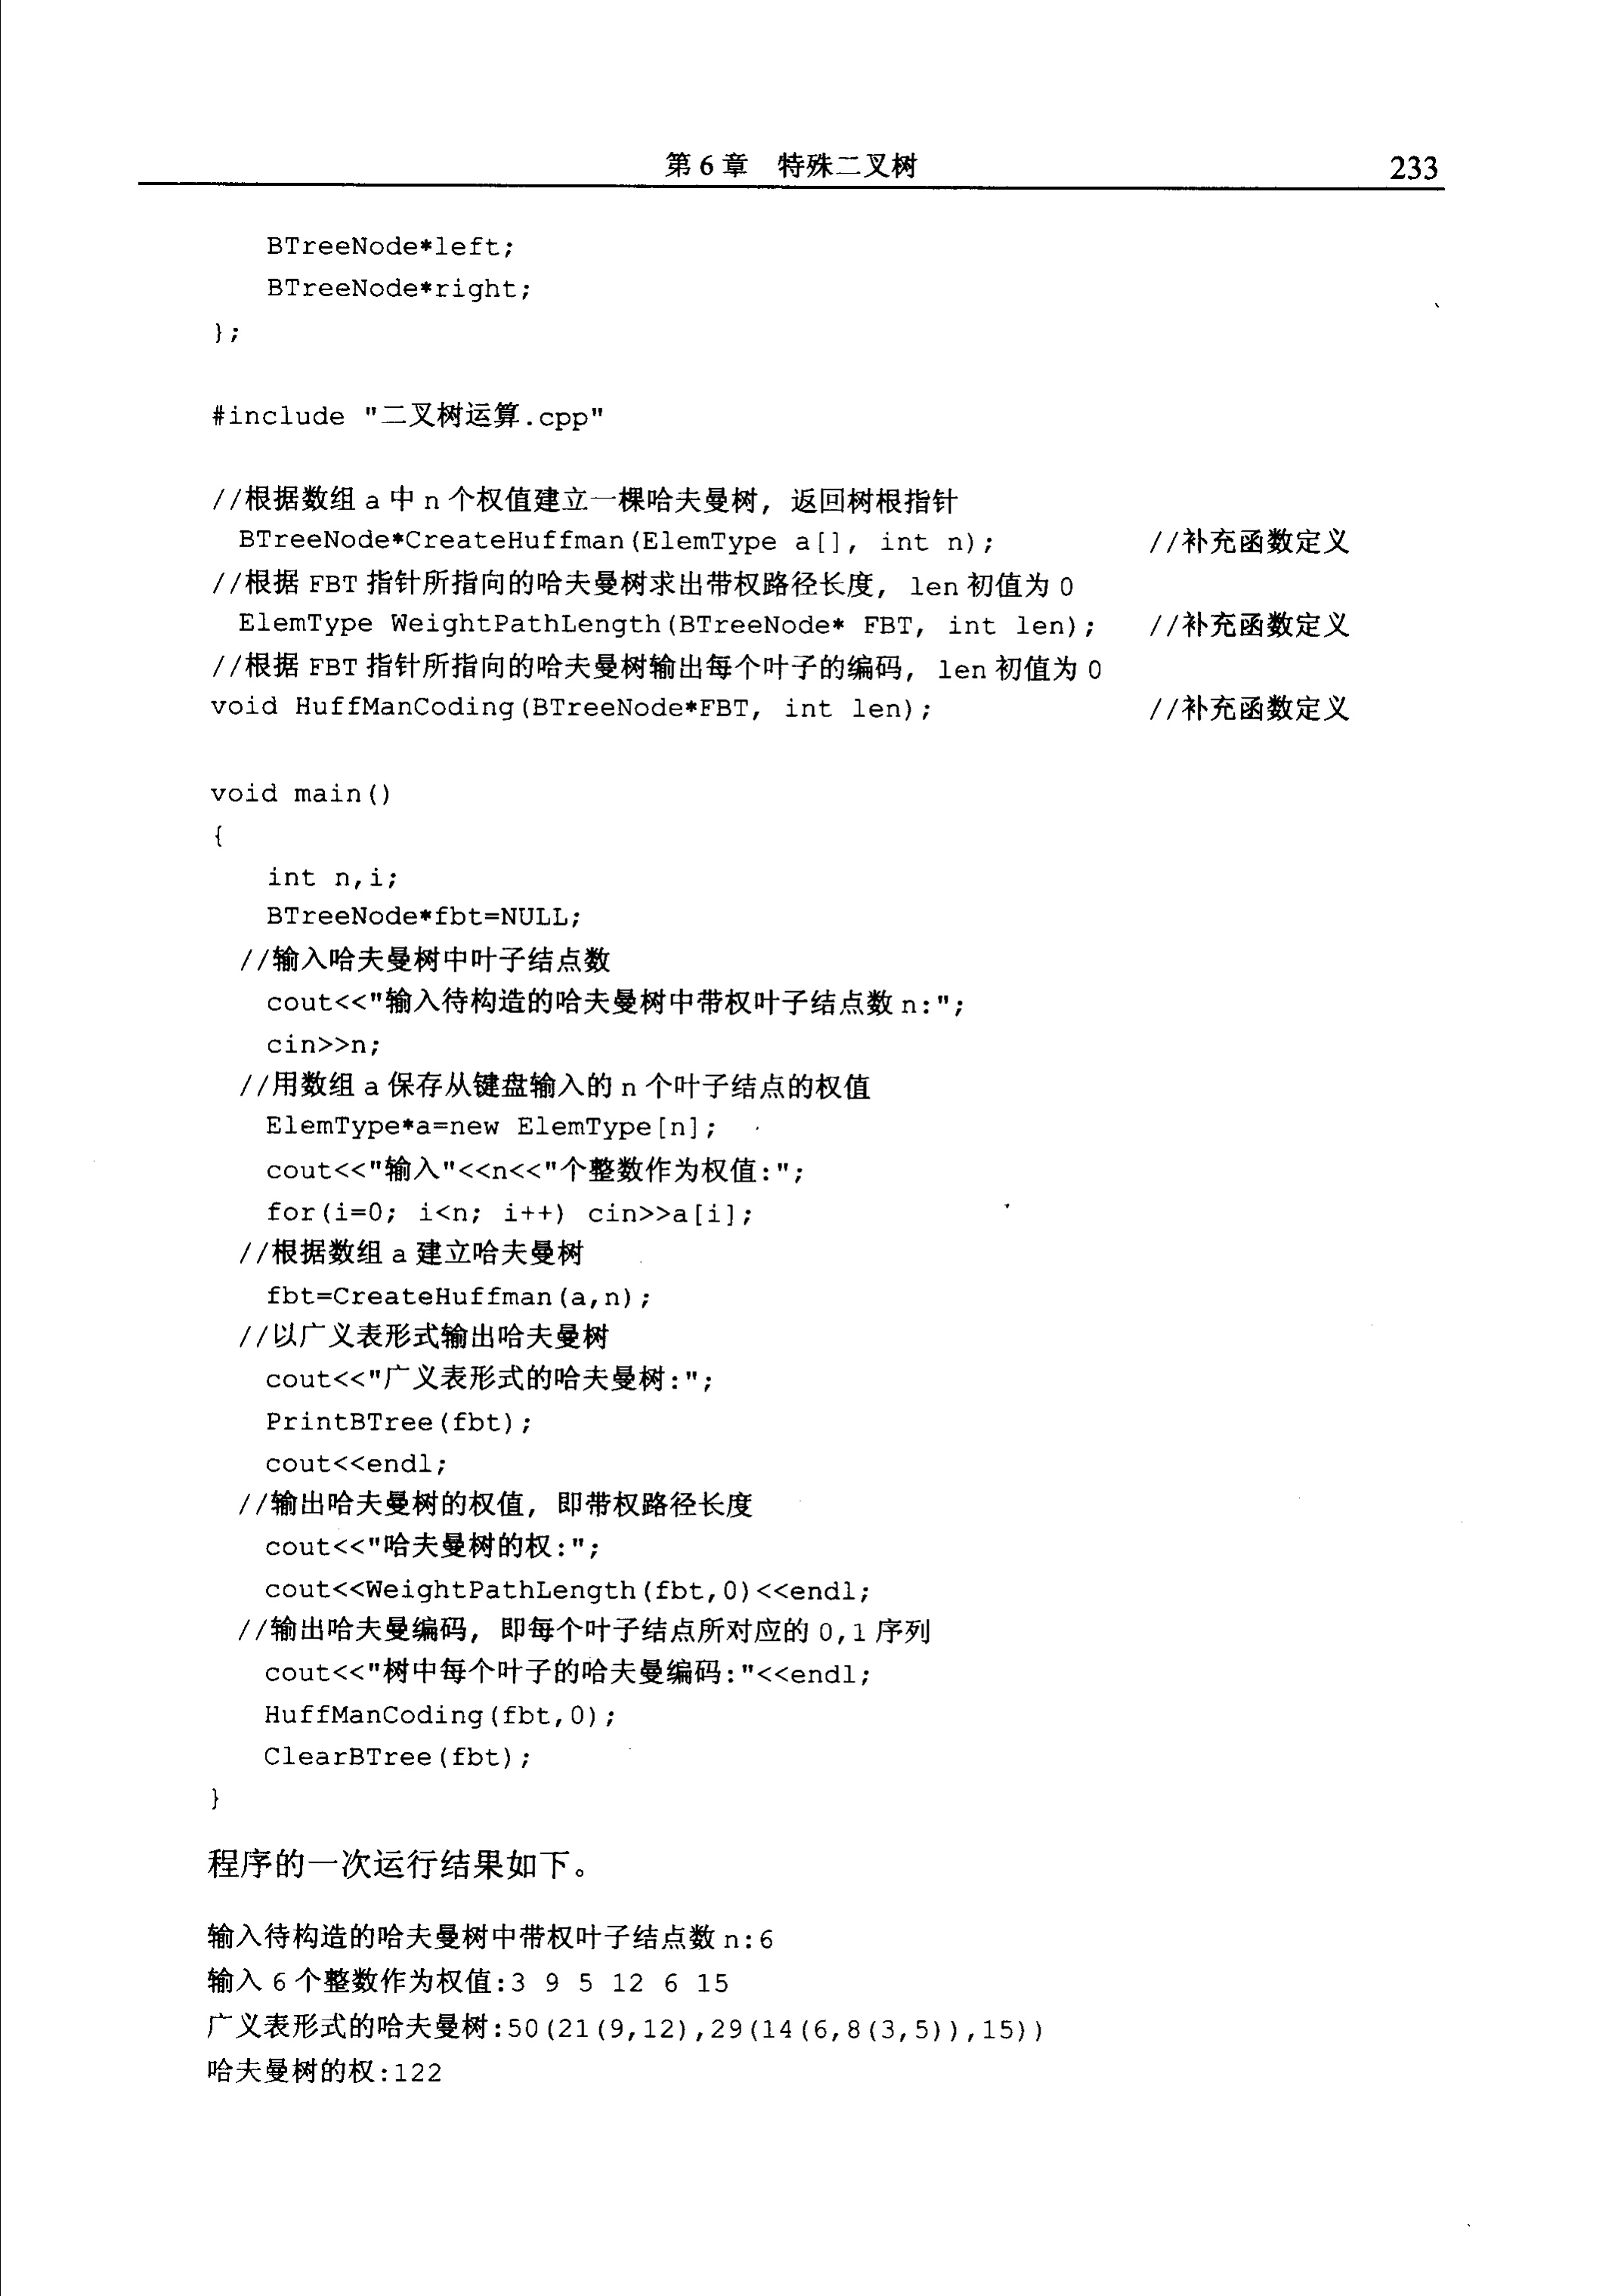 第 6 章 特殊二叉树 233
BTreeNode*left;
BTreeNode*right;
};
#include "二叉树运算.cpp"
//根据数组 a 中 n 个权值建立一棵哈夫曼树，返回树根指针
BTreeNode*CreateHuffman(ElemType a[], int n); //补充函数定义
//根据 FBT 指针所指向的哈夫曼树求出带权路径长度，len 初值为 0
ElemType WeightPathLength(BTreeNode* FBT, int len); //补充函数定义
//根据 FBT 指针所指向的哈夫曼树输出每个叶子的编码，len 初值为 0
void HuffManCoding(BTreeNode*FBT, int len); //补充函数定义
void main()
{
int n,i;
BTreeNode*fbt=NULL;
//输入哈夫曼树中叶子结点数
cout<<"输入待构造的哈夫曼树中带权叶子结点数 n:";
cin>>n;
//用数组 a 保存从键盘输入的 n 个叶子结点的权值
ElemType*a=new ElemType[n];
cout<<"输入"<<n<<"个整数作为权值:";
for(i=0; i<n; i++) cin>>a[i];
//根据数组 a 建立哈夫曼树
fbt=CreateHuffman(a,n);
//以广义表形式输出哈夫曼树
cout<<"广义表形式的哈夫曼树:";
PrintBTree(fbt);
cout<<endl;
//输出哈夫曼树的权值，即带权路径长度
cout<<"哈夫曼树的权:";
cout<<WeightPathLength(fbt,0)<<endl;
//输出哈夫曼编码，即每个叶子结点所对应的 0,1 序列
cout<<"树中每个叶子的哈夫曼编码:"<<endl;
HuffManCoding(fbt,0);
ClearBTree(fbt);
}
程序的一次运行结果如下。
输入待构造的哈夫曼树中带权叶子结点数 n:6
输入 6 个整数作为权值:3 9 5 12 6 15
广义表形式的哈夫曼树:50(21(9,12),29(14(6,8(3,5)),15))
哈夫曼树的权:122